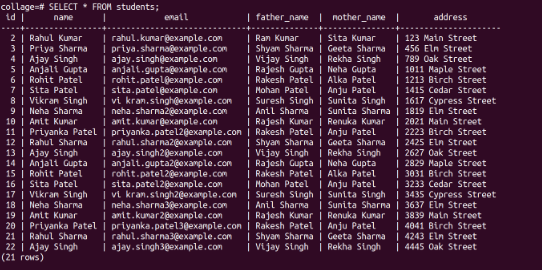 collage=# SELECT * FROM students;
id | name | email | father_name | mother_name | address
2 | Rahul Kumar | rahul.kumar@example.com | Ram Kumar | Sita Kumar | 123 Main Street
3 | Priya Sharma | priya.sharma@example.com | Shyam Sharma | Geeta Sharma | 456 Elm Street
4 | Ajay Singh | ajay.singh@example.com | Vijay Singh | Rekha Singh | 789 Oak Street
5 | Anjali Gupta | anjali.gupta@example.com | Rajesh Gupta | Neha Gupta | 1011 Maple Street
6 | Rohit Patel | rohit.patel@example.com | Rakesh Patel | Alka Patel | 1213 Birch Street
7 | Sita Patel | sita.patel@example.com | Mohan Patel | Anju Patel | 1415 Cedar Street
8 | Vikram Singh | vi kram.singh@example.com | Suresh Singh | Sunita Singh | 1617 Cypress Street
9 | Neha Sharma | neha.sharma2@example.com | Anil Sharma | Sunita Sharma | 1819 Elm Street
10 | Amit Kumar | amit.kumar@example.com | Rajesh Kumar | Renuka Kumar | 2021 Main Street
11 | Priyanka Patel | priyanka.patel2@example.com | Rakesh Patel | Anju Patel | 2223 Birch Street
12 | Rahul Sharma | rahul.sharma2@example.com | Shyam Sharma | Geeta Sharma | 2425 Elm Street
13 | Ajay Singh | ajay.singh2@example.com | Vijay Singh | Rekha Singh | 2627 Oak Street
14 | Anjali Gupta | anjali.gupta2@example.com | Rajesh Gupta | Neha Gupta | 2829 Maple Street
15 | Rohit Patel | rohit.patel2@example.com | Rakesh Patel | Alka Patel | 3031 Birch Street
16 | Sita Patel | sita.patel2@example.com | Mohan Patel | Anju Patel | 3233 Cedar Street
17 | Vikram Singh | vi kram.singh2@example.com | Suresh Singh | Sunita Singh | 3435 Cypress Street
18 | Neha Sharma | neha.sharma3@example.com | Anil Sharma | Sunita Sharma | 3637 Elm Street
19 | Amit Kumar | amit.kumar2@example.com | Rajesh Kumar | Renuka Kumar | 3839 Main Street
20 | Priyanka Patel | priyanka.patel3@example.com | Rakesh Patel | Anju Patel | 4041 Birch Street
21 | Rahul Sharma | rahul.sharma3@example.com | Shyam Sharma | Geeta Sharma | 4243 Elm Street
22 | Ajay Singh | ajay.singh3@example.com | Vijay Singh | Rekha Singh | 4445 Oak Street
(21 rows)